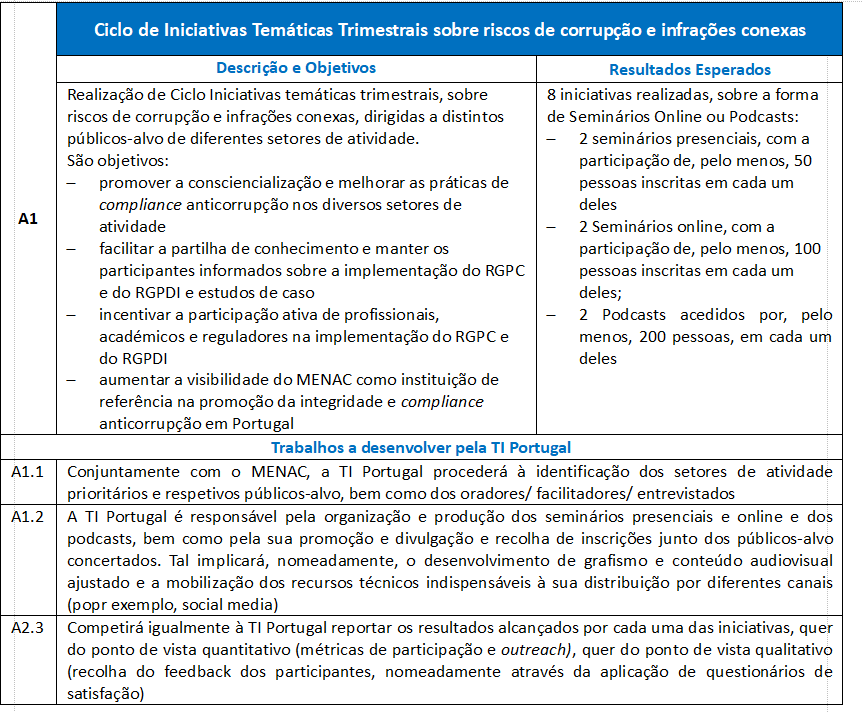 Ciclo de Iniciativas Temáticas Trimestrais sobre riscos de corrupção e infrações conexas
A1
Descrição e Objetivos
Realização de Ciclo Iniciativas temáticas trimestrais, sobre
riscos de corrupção e infrações conexas, dirigidas a distintos
públicos-alvo de diferentes setores de atividade.
São objetivos:
– promover a consciencialização e melhorar as práticas de
compliance anticorrupção nos diversos setores de
atividade
– facilitar a partilha de conhecimento e manter os
participantes informados sobre a implementação do RGPC
e do RGPDI e estudos de caso
– incentivar a participação ativa de profissionais,
académicos e reguladores na implementação do RGPC e
do RGPDI
– aumentar a visibilidade do MENAC como instituição de
referência na promoção da integridade e compliance
anticorrupção em Portugal
Resultados Esperados
8 iniciativas realizadas, sobre a forma
de Seminários Online ou Podcasts:
– 2 seminários presenciais, com a
participação de, pelo menos, 50
pessoas inscritas em cada um
deles
– 2 Seminários online, com a
participação de, pelo menos, 100
pessoas inscritas em cada um
deles;
– 2 Podcasts acedidos por, pelo
menos, 200 pessoas, em cada um
deles
Trabalhos a desenvolver pela TI Portugal
A1.1 Conjuntamente com o MENAC, a TI Portugal procederá à identificação dos setores de atividade
prioritários e respetivos públicos-alvo, bem como dos oradores/ facilitadores/ entrevistados
A1.2 A TI Portugal é responsável pela organização e produção dos seminários presenciais e online e dos
podcasts, bem como pela sua promoção e divulgação e recolha de inscrições junto dos públicos-alvo
concertados. Tal implicará, nomeadamente, o desenvolvimento de grafismo e conteúdo audiovisual
ajustado e a mobilização dos recursos técnicos indispensáveis à sua distribuição por diferentes canais
(popr exemplo, social media)
A2.3 Competirá igualmente à TI Portugal reportar os resultados alcançados por cada uma das iniciativas, quer
do ponto de vista quantitativo (métricas de participação e outreach), quer do ponto de vista qualitativo
(recolha do feedback dos participantes, nomeadamente através da aplicação de questionários de
satisfação)